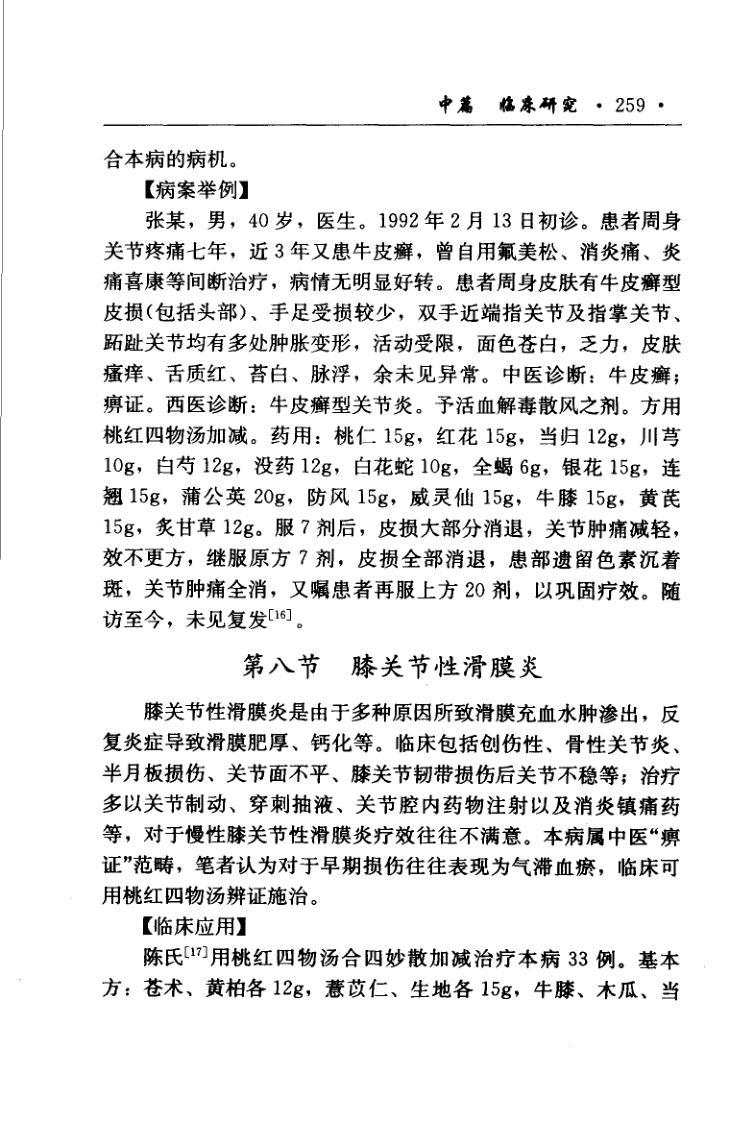 中篇　临床研究 · 259 ·
合本病的病机。
【病案举例】
张某，男，40 岁，医生。1992 年 2 月 13 日初诊。患者周身
关节疼痛七年，近 3 年又患牛皮癣，曾自用氟美松、消炎痛、炎
痛喜康等间断治疗，病情无明显好转。患者周身皮肤有牛皮癣型
皮损(包括头部)、手足受损较少，双手近端指关节及指掌关节、
跖趾关节均有多处肿胀变形，活动受限，面色苍白，乏力，皮肤
瘙痒、舌质红、苔白、脉浮，余未见异常。中医诊断：牛皮癣；
痹证。西医诊断：牛皮癣型关节炎。予活血解毒散风之剂。方用
桃红四物汤加减。药用：桃仁 15g，红花 15g，当归 12g，川芎
10g，白芍 12g，没药 12g，白花蛇 10g，全蝎 6g，银花 15g，连
翘 15g，蒲公英 20g，防风 15g，威灵仙 15g，牛膝 15g，黄芪
15g，炙甘草 12g。服 7 剂后，皮损大部分消退，关节肿痛减轻，
效不更方，继服原方 7 剂，皮损全部消退，患部遗留色素沉着
斑，关节肿痛全消，又嘱患者再服上方 20 剂，以巩固疗效。随
访至今，未见复发[16]。
第八节　膝关节性滑膜炎
膝关节性滑膜炎是由于多种原因所致滑膜充血水肿渗出，反
复炎症导致滑膜肥厚、钙化等。临床包括创伤性、骨性关节炎、
半月板损伤、关节面不平、膝关节韧带损伤后关节不稳等；治疗
多以关节制动、穿刺抽液、关节腔内药物注射以及消炎镇痛药
等，对于慢性膝关节性滑膜炎疗效往往不满意。本病属中医“痹
证”范畴，笔者认为对于早期损伤往往表现为气滞血瘀，临床可
用桃红四物汤辨证施治。
【临床应用】
陈氏[17]用桃红四物汤合四妙散加减治疗本病 33 例。基本
方：苍术、黄柏各 12g，薏苡仁、生地各 15g，牛膝、木瓜、当